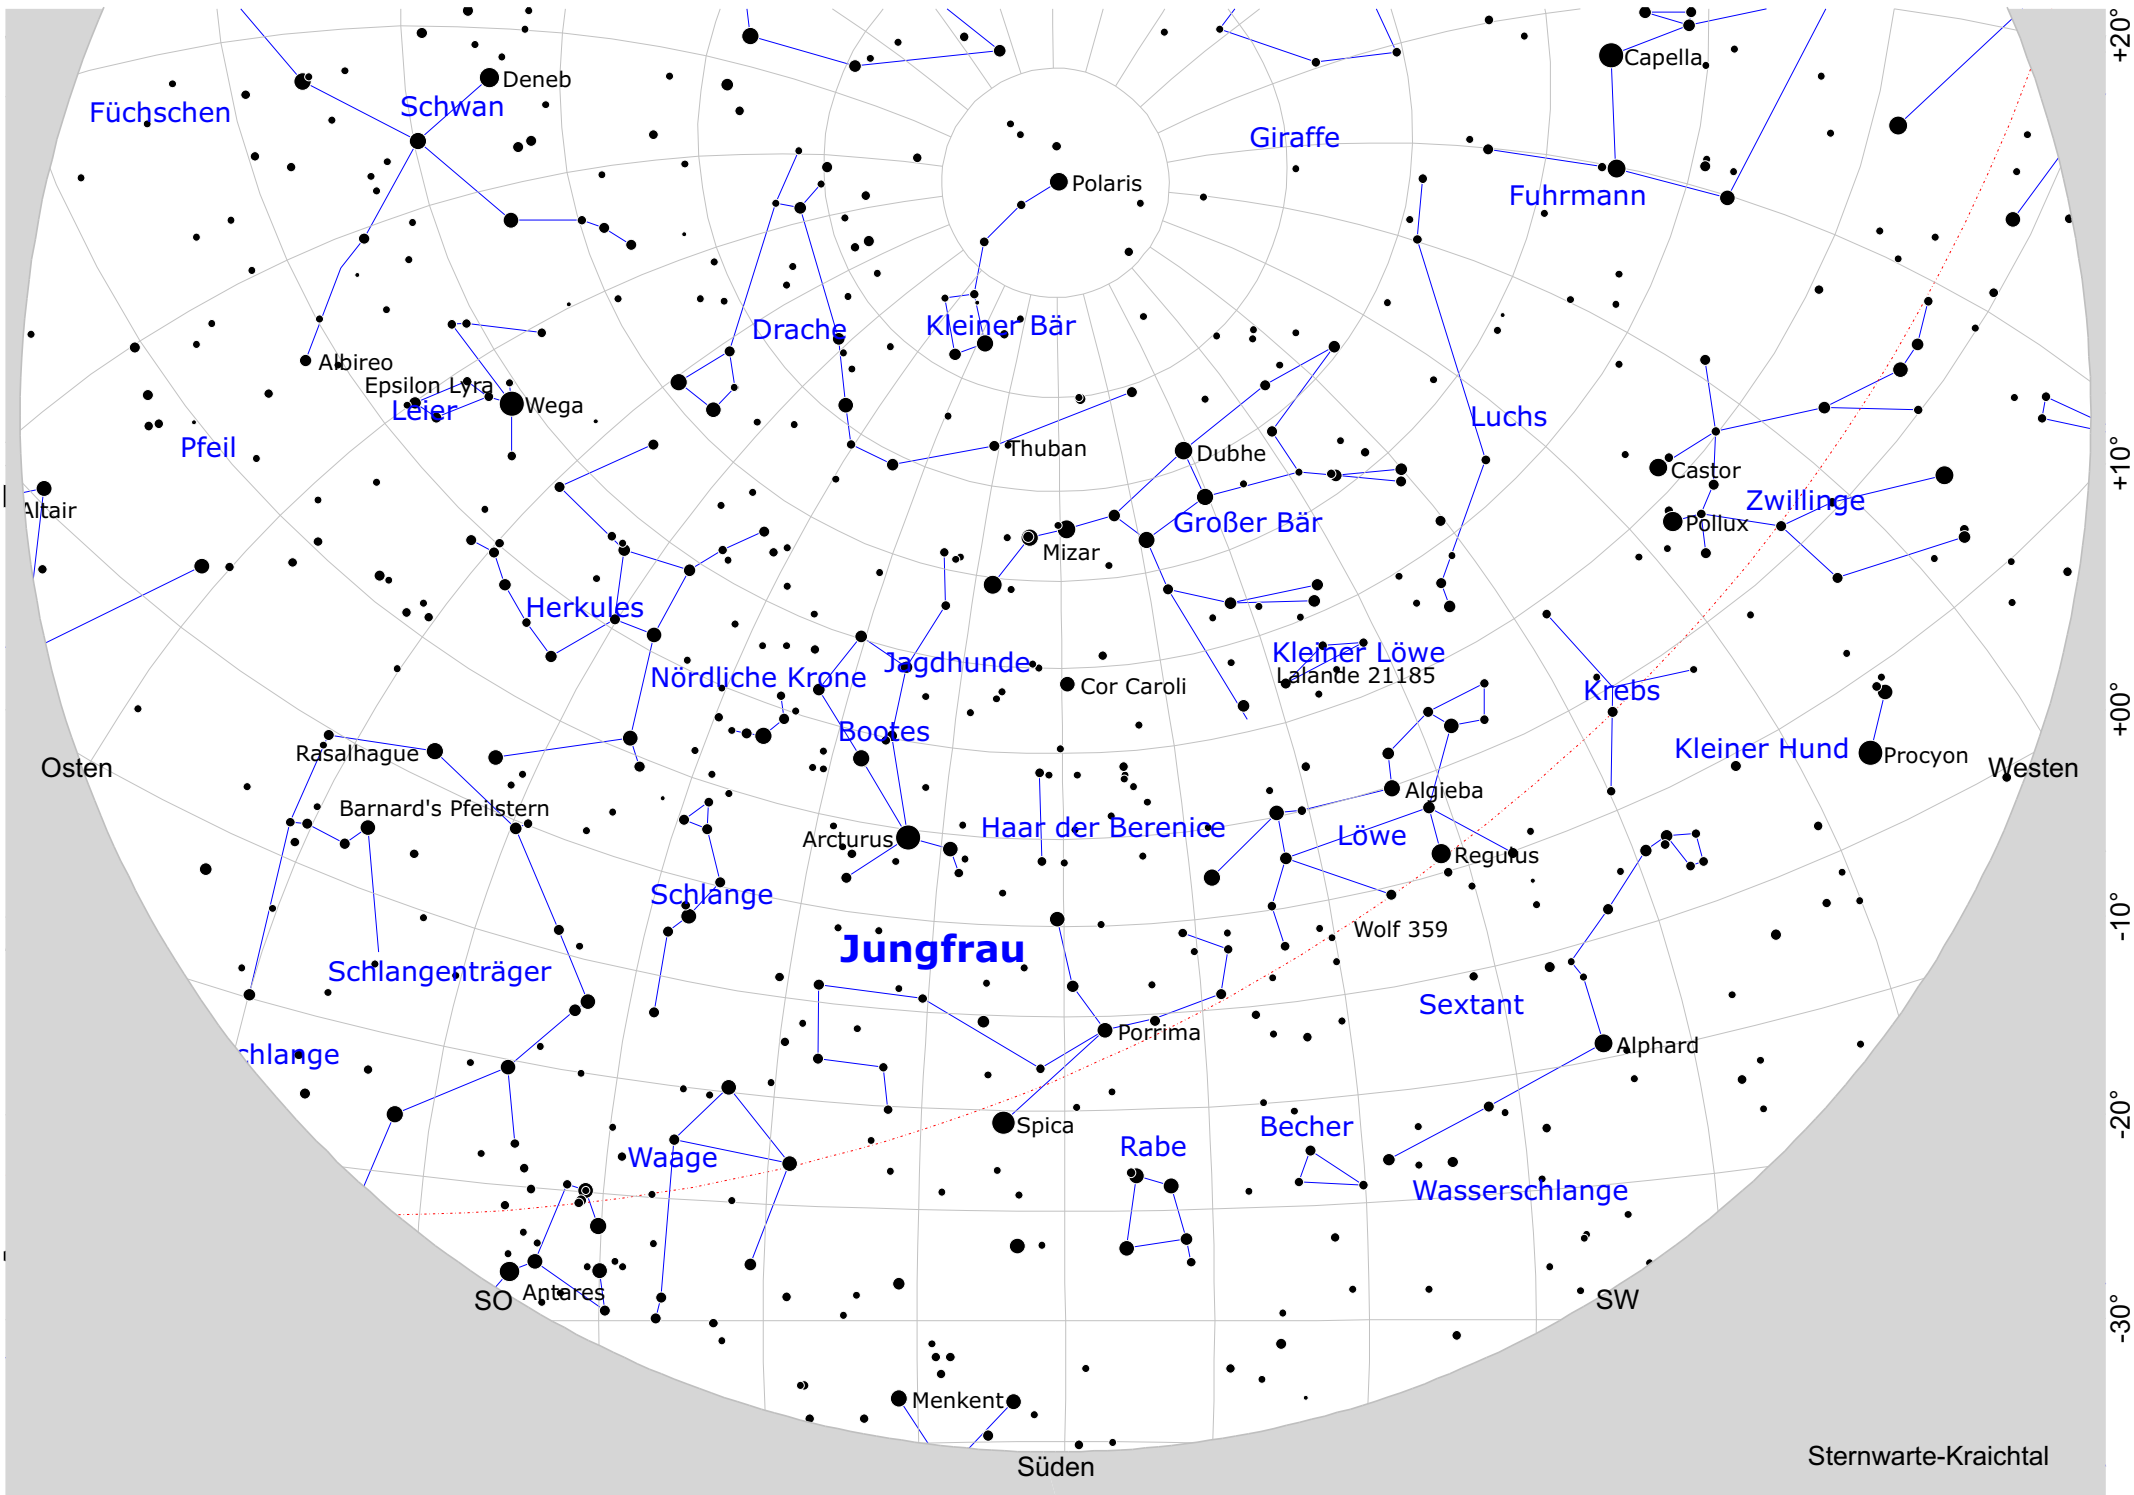 +20°
Capella
Deneb
Schwan
Füchschen
Giraffe
Polaris
Fuhrmann
Drache
Kleiner Bär
Albireo
Epsilon Lyra
Leier
Wega
Luchs
Pfeil
Thuban
Dubhe
Castor
+10°
Zwillinge
Altair
Großer Bär
Pollux
Mizar
Herkules
Kleiner Löwe
Jagdhunde
Lalande 21185
Nördliche Krone
Cor Caroli
Krebs
+00°
Bootes
Rasalhague
Kleiner Hund
Procyon
Osten
Westen
Algieba
Barnard's Pfeilstern
Haar der Berenice
Arcturus
Löwe
Regulus
Schlange
-10°
Wolf 359
Jungfrau
Schlangenträger
Sextant
Porrima
Alphard
chlange
-20°
Spica
Becher
Rabe
Waage
Wasserschlange
Antares
SO
SW
-30°
Menkent
Sternwarte-Kraichtal
Süden